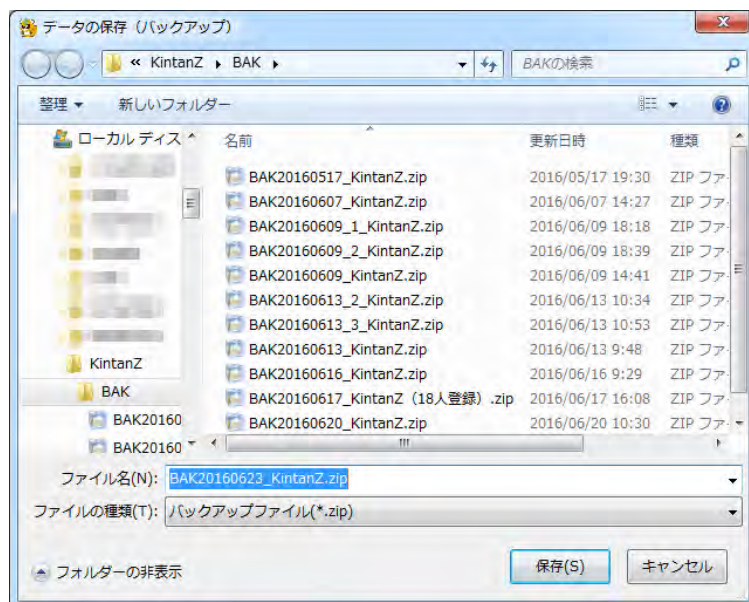 データの保存（バックアップ）
« KintanZ ▸ BAK ▸ BAKの検索
整理 ▼ 新しいフォルダー
ローカル ディス 名前 更新日時 種類
BAK20160517_KintanZ.zip 2016/05/17 19:30 ZIP ファ
BAK20160607_KintanZ.zip 2016/06/07 14:27 ZIP ファ
BAK20160609_1_KintanZ.zip 2016/06/09 18:18 ZIP ファ
BAK20160609_2_KintanZ.zip 2016/06/09 18:39 ZIP ファ
BAK20160609_KintanZ.zip 2016/06/09 14:41 ZIP ファ
BAK20160613_2_KintanZ.zip 2016/06/13 10:34 ZIP ファ
BAK20160613_3_KintanZ.zip 2016/06/13 10:53 ZIP ファ
BAK20160613_KintanZ.zip 2016/06/13 9:48 ZIP ファ
KintanZ
BAK20160616_KintanZ.zip 2016/06/16 9:29 ZIP ファ
BAK
BAK20160617_KintanZ（18人登録）.zip 2016/06/17 16:08 ZIP ファ
BAK20160
BAK20160620_KintanZ.zip 2016/06/20 10:30 ZIP ファ
BAK20160
ファイル名(N): BAK20160623_KintanZ.zip
ファイルの種類(T): バックアップファイル(*.zip)
フォルダーの非表示 保存(S) キャンセル